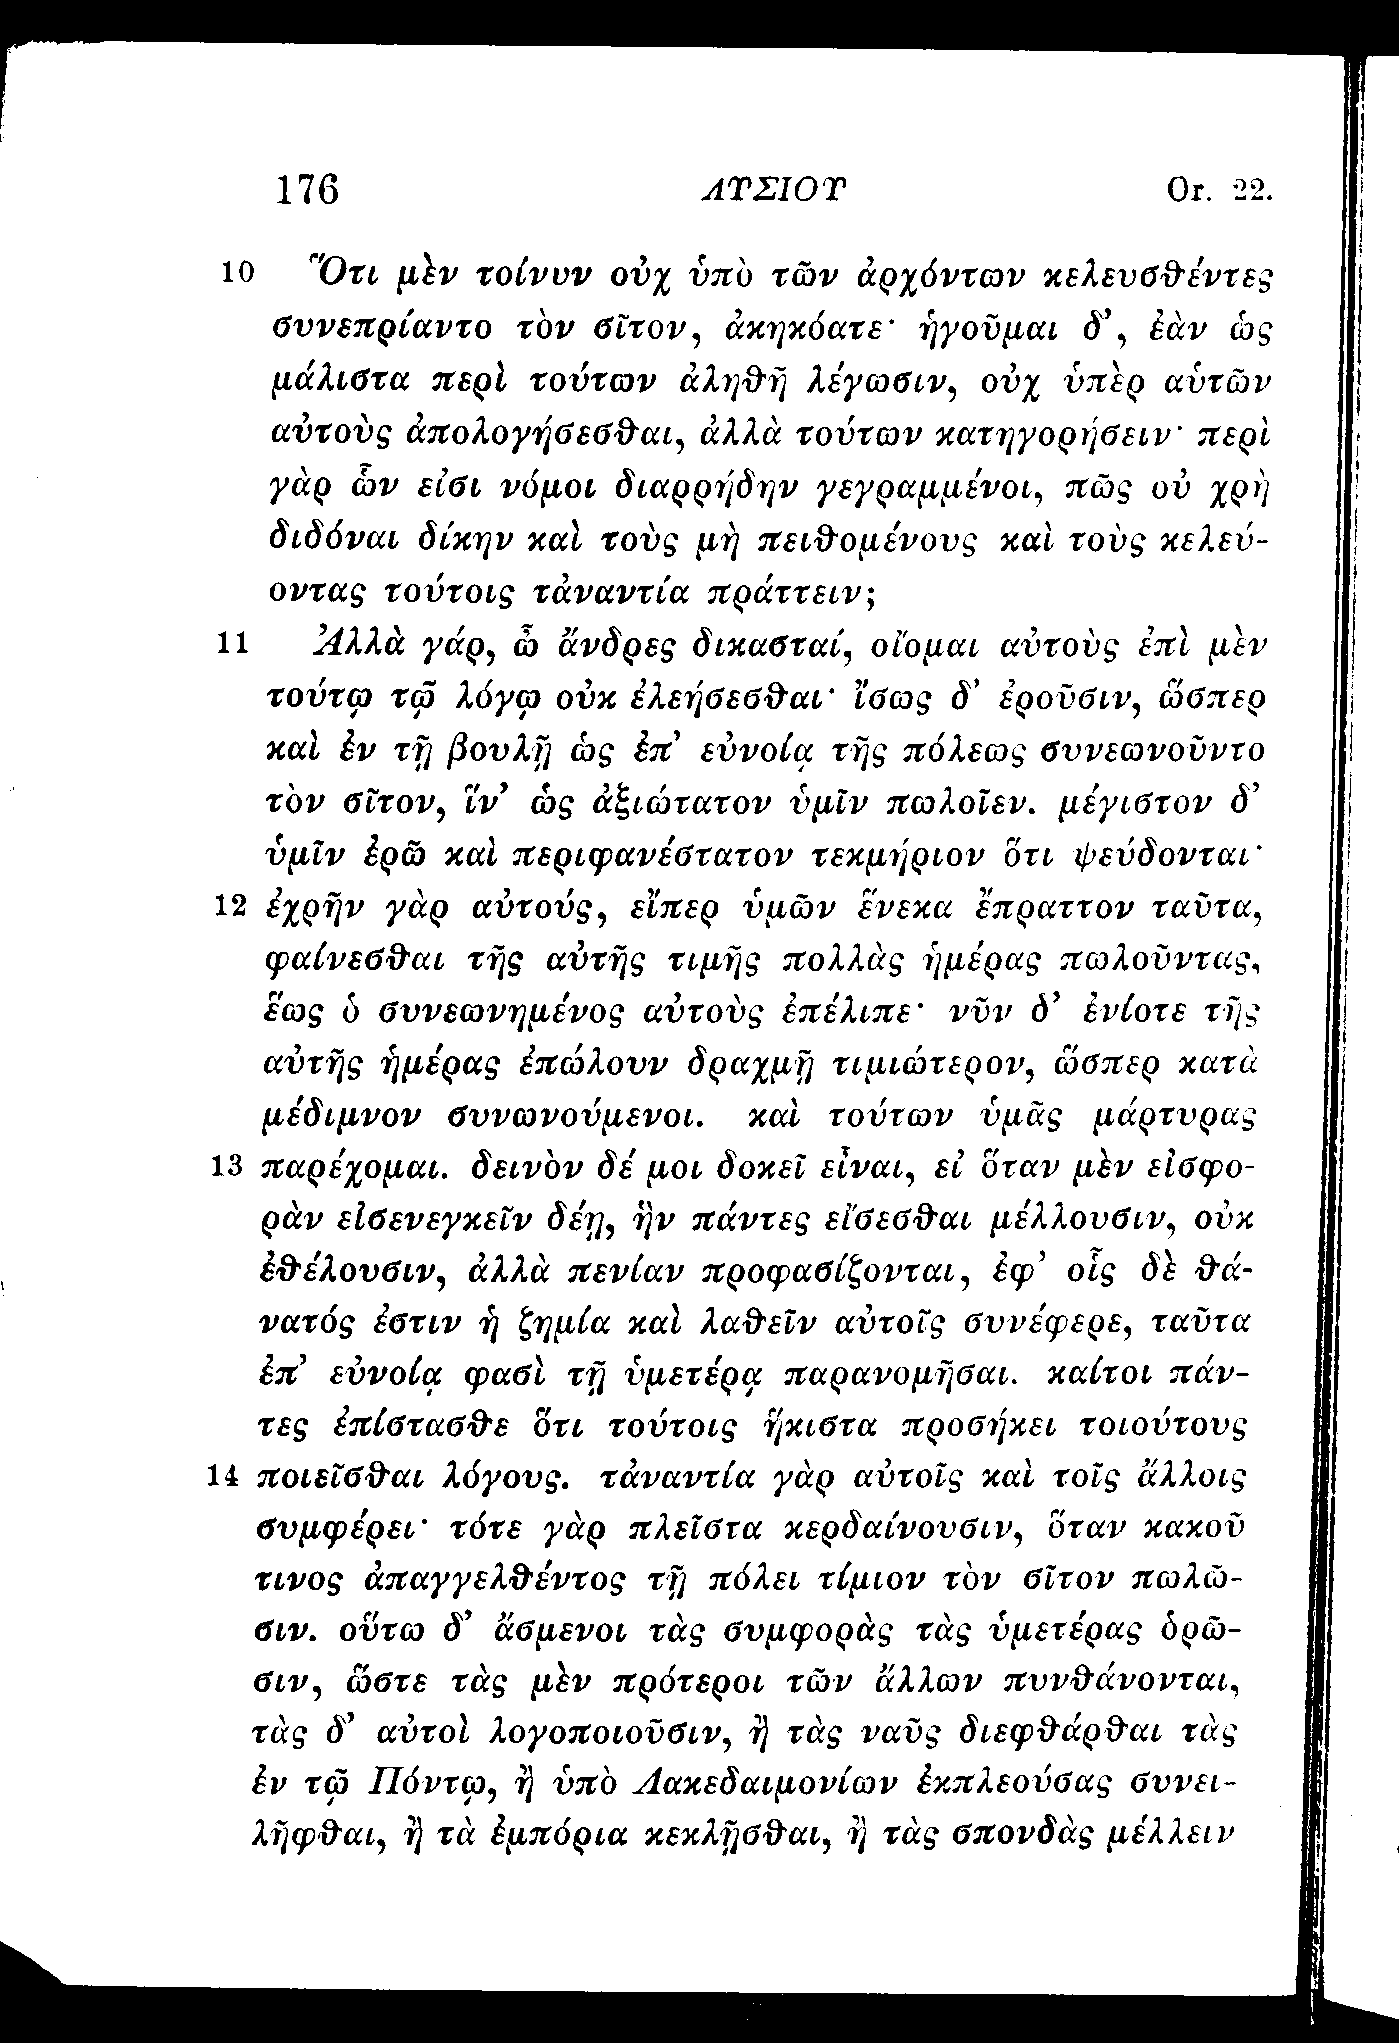 176 ΛΥΣΙΟΥ Or. 22.
10 Ὅτι μὲν τοίνυν οὐχ ὑπὸ τῶν ἀρχόντων κελευσθέντες
συνεπρίαντο τὸν σῖτον, ἀκηκόατε· ἡγοῦμαι δ’, ἐὰν ὡς
μάλιστα περὶ τούτων ἀληθῆ λέγωσιν, οὐχ ὑπὲρ αὑτῶν
αὐτοὺς ἀπολογήσεσθαι, ἀλλὰ τούτων κατηγορήσειν· περὶ
γὰρ ὧν εἰσι νόμοι διαρρήδην γεγραμμένοι, πῶς οὐ χρὴ
διδόναι δίκην καὶ τοὺς μὴ πειθομένους καὶ τοὺς κελεύ-
οντας τούτοις τἀναντία πράττειν;
11 Ἀλλὰ γάρ, ὦ ἄνδρες δικασταί, οἴομαι αὐτοὺς ἐπὶ μὲν
τούτῳ τῷ λόγῳ οὐκ ἐλεήσεσθαι· ἴσως δ’ ἐροῦσιν, ὥσπερ
καὶ ἐν τῇ βουλῇ ὡς ἐπ’ εὐνοίᾳ τῆς πόλεως συνεωνοῦντο
τὸν σῖτον, ἵν’ ὡς ἀξιώτατον ὑμῖν πωλοῖεν. μέγιστον δ’
ὑμῖν ἐρῶ καὶ περιφανέστατον τεκμήριον ὅτι ψεύδονται·
12 ἐχρῆν γὰρ αὐτούς, εἴπερ ὑμῶν ἕνεκα ἔπραττον ταῦτα,
φαίνεσθαι τῆς αὐτῆς τιμῆς πολλὰς ἡμέρας πωλοῦντας,
ἕως ὁ συνεωνημένος αὐτοὺς ἐπέλιπε· νῦν δ’ ἐνίοτε τῆς
αὐτῆς ἡμέρας ἐπώλουν δραχμῇ τιμιώτερον, ὥσπερ κατὰ
μέδιμνον συνωνούμενοι. καὶ τούτων ὑμᾶς μάρτυρας
13 παρέχομαι. δεινὸν δέ μοι δοκεῖ εἶναι, εἰ ὅταν μὲν εἰσφο-
ρὰν εἰσενεγκεῖν δέῃ, ἣν πάντες εἴσεσθαι μέλλουσιν, οὐκ
ἐθέλουσιν, ἀλλὰ πενίαν προφασίζονται, ἐφ’ οἷς δὲ θά-
νατός ἐστιν ἡ ζημία καὶ λαθεῖν αὐτοῖς συνέφερε, ταῦτα
ἐπ’ εὐνοίᾳ φασὶ τῇ ὑμετέρᾳ παρανομῆσαι. καίτοι πάν-
τες ἐπίστασθε ὅτι τούτοις ἥκιστα προσήκει τοιούτους
14 ποιεῖσθαι λόγους. τἀναντία γὰρ αὐτοῖς καὶ τοῖς ἄλλοις
συμφέρει· τότε γὰρ πλεῖστα κερδαίνουσιν, ὅταν κακοῦ
τινος ἀπαγγελθέντος τῇ πόλει τίμιον τὸν σῖτον πωλῶ-
σιν. οὕτω δ’ ἄσμενοι τὰς συμφορὰς τὰς ὑμετέρας ὁρῶ-
σιν, ὥστε τὰς μὲν πρότεροι τῶν ἄλλων πυνθάνονται,
τὰς δ’ αὐτοὶ λογοποιοῦσιν, ἢ τὰς ναῦς διεφθάρθαι τὰς
ἐν τῷ Πόντῳ, ἢ ὑπὸ Λακεδαιμονίων ἐκπλεούσας συνει-
λῆφθαι, ἢ τὰ ἐμπόρια κεκλῇσθαι, ἢ τὰς σπονδὰς μέλλειν